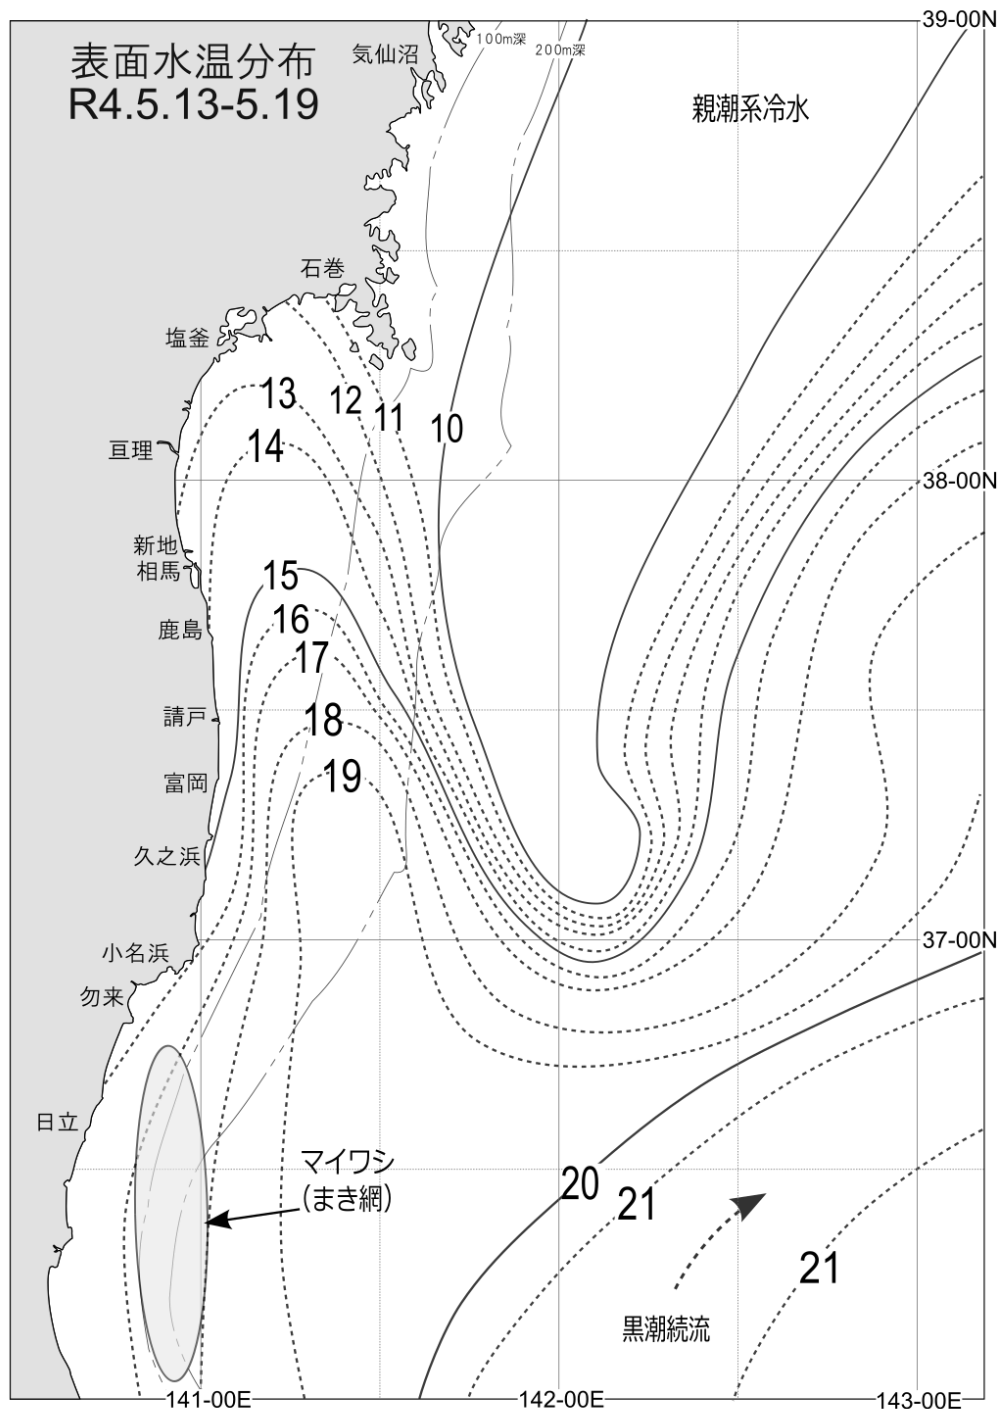 表面水温分布
R4.5.13-5.19
気仙沼
100m深
200m深
39-00N
親潮系冷水
石巻
塩釜
13
12
11
10
14
亘理
38-00N
新地
相馬
15
16
鹿島
17
請戸
18
富岡
19
久之浜
小名浜
37-00N
勿来
日立
マイワシ
(まき網)
20
21
21
黒潮続流
141-00E
142-00E
143-00E